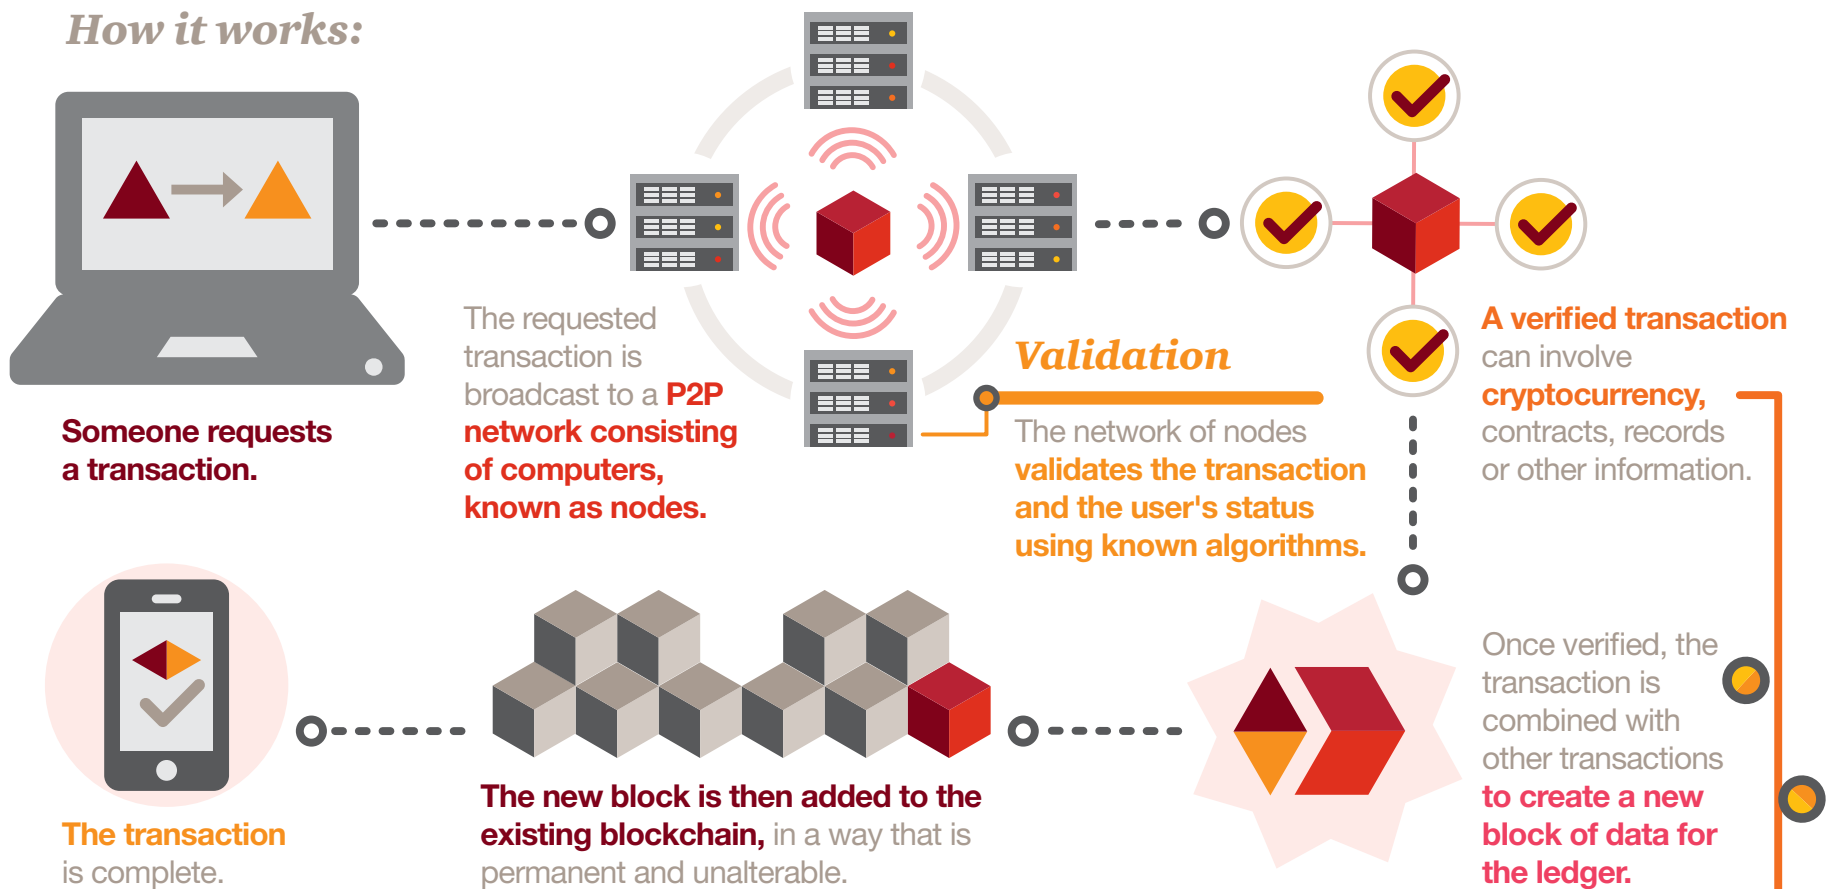 How it works:
Someone requests
a transaction.
The requested
transaction is
broadcast to a P2P
network consisting
of computers,
known as nodes.
Validation
The network of nodes
validates the transaction
and the user's status
using known algorithms.
A verified transaction
can involve
cryptocurrency,
contracts, records
or other information.
Once verified, the
transaction is
combined with
other transactions
to create a new
block of data for
the ledger.
The new block is then added to the
existing blockchain, in a way that is
permanent and unalterable.
The transaction
is complete.